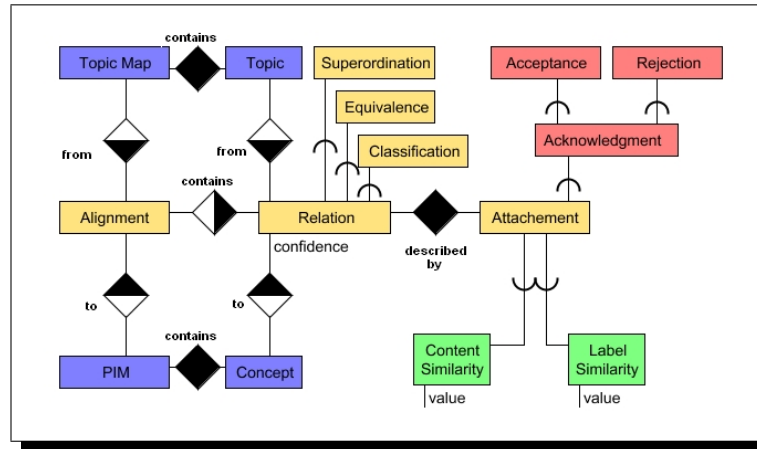 contains
Topic Map
Topic
Superordination
Acceptance
Rejection
Equivalence
Classification
Acknowledgment
from
from
contains
Alignment
Relation
Attachement
confidence
described
by
to
to
contains
PIM
Concept
Content
Similarity
Label
Similarity
value
value